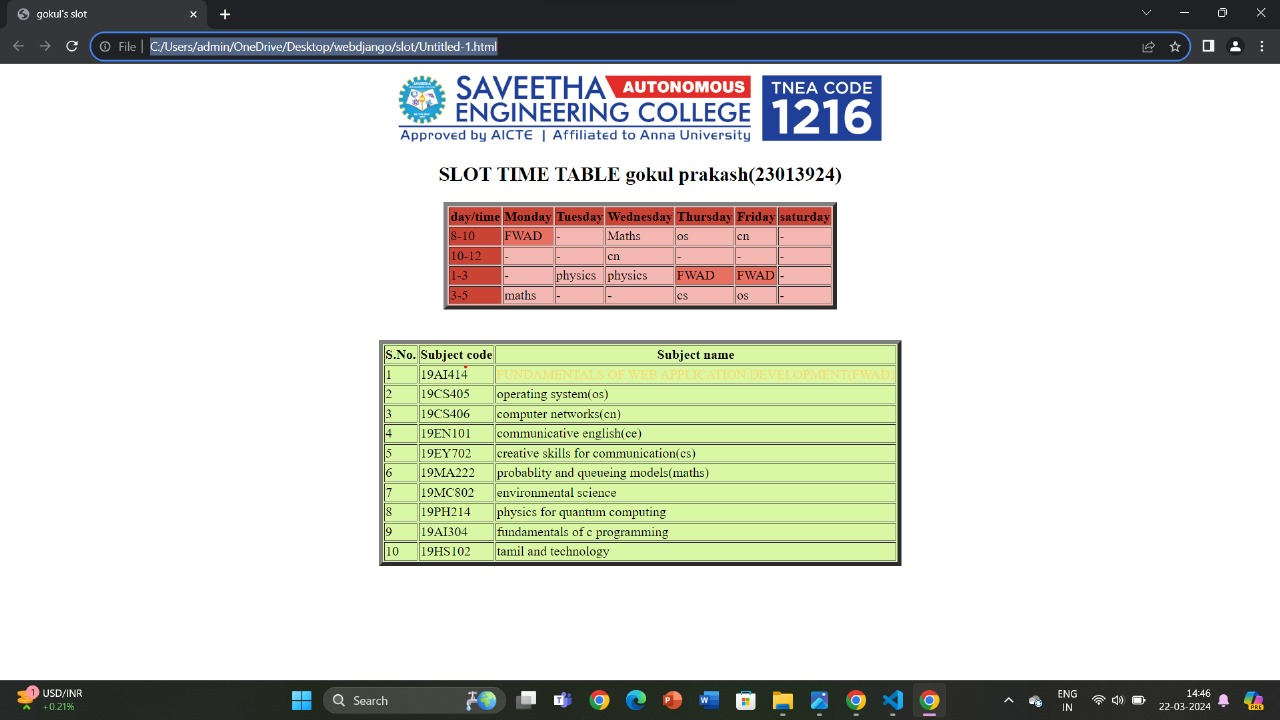 gokul's slot
File | C:/Users/admin/OneDrive/Desktop/webdjango/slot/Untitled-1.html
SAVEETHA AUTONOMOUS
ENGINEERING COLLEGE
Approved by AICTE | Affiliated to Anna University
TNEA CODE
1216
SLOT TIME TABLE gokul prakash(23013924)
day/time Monday Tuesday Wednesday Thursday Friday saturday
8-10 FWAD - Maths os cn -
10-12 - - cn - - -
1-3 - physics physics FWAD FWAD -
3-5 maths - - cs os -
S.No. Subject code Subject name
1 19AI414 FUNDAMENTALS OF WEB APPLICATION DEVELOPMENT(FWAD)
2 19CS405 operating system(os)
3 19CS406 computer networks(cn)
4 19EN101 communicative english(ce)
5 19EY702 creative skills for communication(cs)
6 19MA222 probablity and queueing models(maths)
7 19MC802 environmental science
8 19PH214 physics for quantum computing
9 19AI304 fundamentals of c programming
10 19HS102 tamil and technology
1 USD/INR
+0.21%
Search
ENG
IN
14:46
22-03-2024
PRE